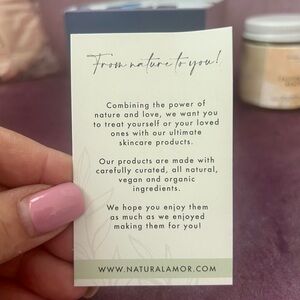 From nature to you!
Combining the power of
nature and love, we want you
to treat yourself or your loved
ones with our ultimate
skincare products.
Our products are made with
carefully curated, all natural,
vegan and organic
ingredients.
We hope you enjoy them
as much as we enjoyed
making them for you!
WWW.NATURALAMOR.COM